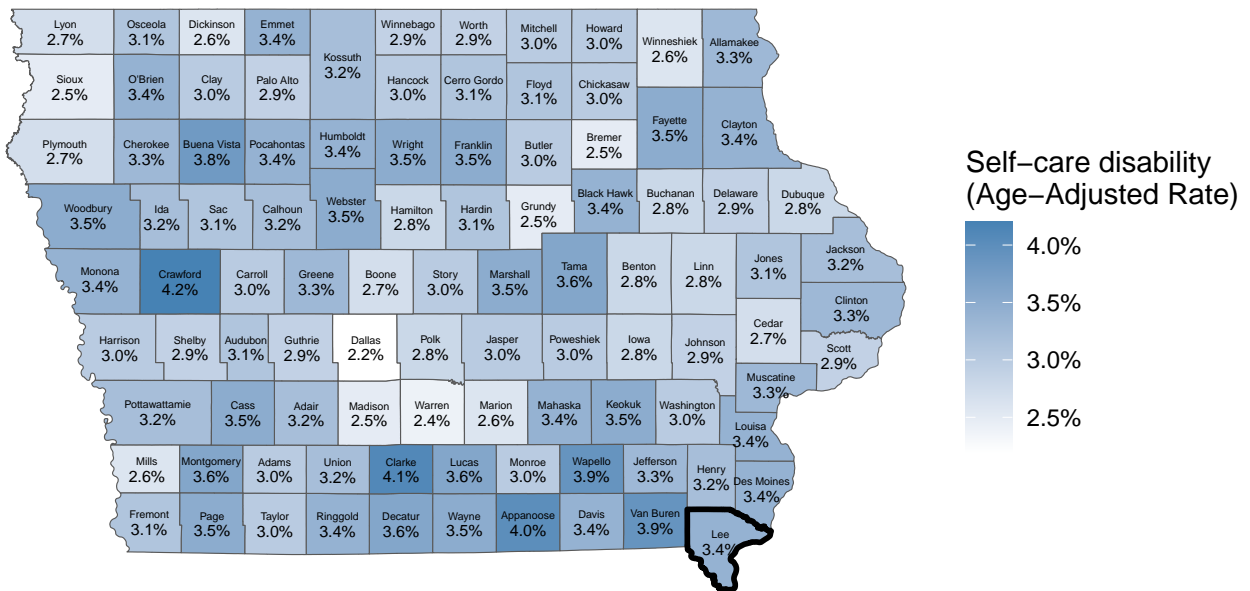 Lyon
2.7%
Osceola
3.1%
Dickinson
2.6%
Emmet
3.4%
Kossuth
3.2%
Winnebago
2.9%
Worth
2.9%
Mitchell
3.0%
Howard
3.0%
Winneshiek
2.6%
Allamakee
3.3%
Sioux
2.5%
O'Brien
3.4%
Clay
3.0%
Palo Alto
2.9%
Hancock
3.0%
Cerro Gordo
3.1%
Floyd
3.1%
Chickasaw
3.0%
Fayette
3.5%
Clayton
3.4%
Plymouth
2.7%
Cherokee
3.3%
Buena Vista
3.8%
Pocahontas
3.4%
Humboldt
3.4%
Wright
3.5%
Franklin
3.5%
Butler
3.0%
Bremer
2.5%
Woodbury
3.5%
Ida
3.2%
Sac
3.1%
Calhoun
3.2%
Webster
3.5%
Hamilton
2.8%
Hardin
3.1%
Grundy
2.5%
Black Hawk
3.4%
Buchanan
2.8%
Delaware
2.9%
Dubuque
2.8%
Monona
3.4%
Crawford
4.2%
Carroll
3.0%
Greene
3.3%
Boone
2.7%
Story
3.0%
Marshall
3.5%
Tama
3.6%
Benton
2.8%
Linn
2.8%
Jones
3.1%
Jackson
3.2%
Clinton
3.3%
Harrison
3.0%
Shelby
2.9%
Audubon
3.1%
Guthrie
2.9%
Dallas
2.2%
Polk
2.8%
Jasper
3.0%
Poweshiek
3.0%
Iowa
2.8%
Johnson
2.9%
Cedar
2.7%
Scott
2.9%
Muscatine
3.3%
Pottawattamie
3.2%
Cass
3.5%
Adair
3.2%
Madison
2.5%
Warren
2.4%
Marion
2.6%
Mahaska
3.4%
Keokuk
3.5%
Washington
3.0%
Louisa
3.4%
Mills
2.6%
Montgomery
3.6%
Adams
3.0%
Union
3.2%
Clarke
4.1%
Lucas
3.6%
Monroe
3.0%
Wapello
3.9%
Jefferson
3.3%
Henry
3.2%
Des Moines
3.4%
Fremont
3.1%
Page
3.5%
Taylor
3.0%
Ringgold
3.4%
Decatur
3.6%
Wayne
3.5%
Appanoose
4.0%
Davis
3.4%
Van Buren
3.9%
Lee
3.4%
Self−care disability
(Age−Adjusted Rate)
4.0%
3.5%
3.0%
2.5%